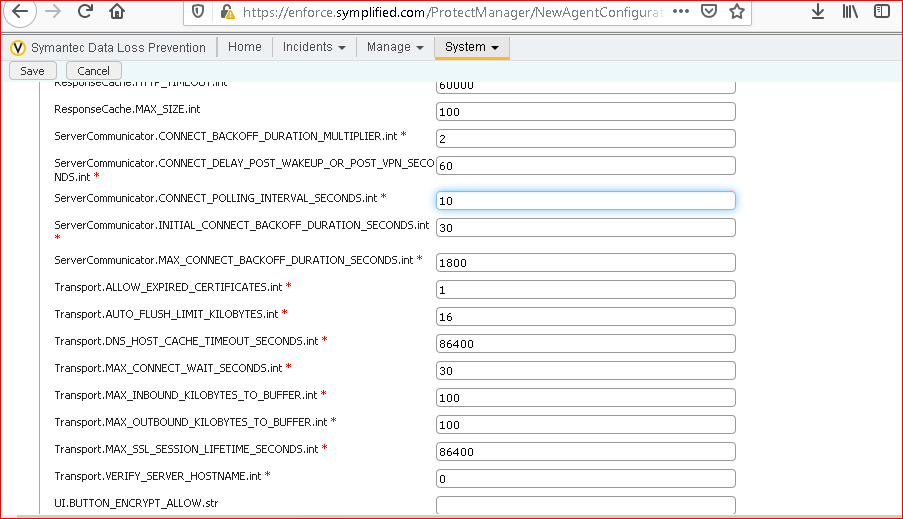 https://enforce.symplified.com/ProtectManager/NewAgentConfigurat
Symantec Data Loss Prevention Home Incidents Manage System
Save Cancel
ResponseCache.HTTP_TIMEOUT.int 60000
ResponseCache.MAX_SIZE.int 100
ServerCommunicator.CONNECT_BACKOFF_DURATION_MULTIPLIER.int * 2
ServerCommunicator.CONNECT_DELAY_POST_WAKEUP_OR_POST_VPN_SECO 60
NDS.int *
ServerCommunicator.CONNECT_POLLING_INTERVAL_SECONDS.int * 10
ServerCommunicator.INITIAL_CONNECT_BACKOFF_DURATION_SECONDS.int 30
*
ServerCommunicator.MAX_CONNECT_BACKOFF_DURATION_SECONDS.int * 1800
Transport.ALLOW_EXPIRED_CERTIFICATES.int * 1
Transport.AUTO_FLUSH_LIMIT_KILOBYTES.int * 16
Transport.DNS_HOST_CACHE_TIMEOUT_SECONDS.int * 86400
Transport.MAX_CONNECT_WAIT_SECONDS.int * 30
Transport.MAX_INBOUND_KILOBYTES_TO_BUFFER.int * 100
Transport.MAX_OUTBOUND_KILOBYTES_TO_BUFFER.int * 100
Transport.MAX_SSL_SESSION_LIFETIME_SECONDS.int * 86400
Transport.VERIFY_SERVER_HOSTNAME.int * 0
UI.BUTTON_ENCRYPT_ALLOW.str